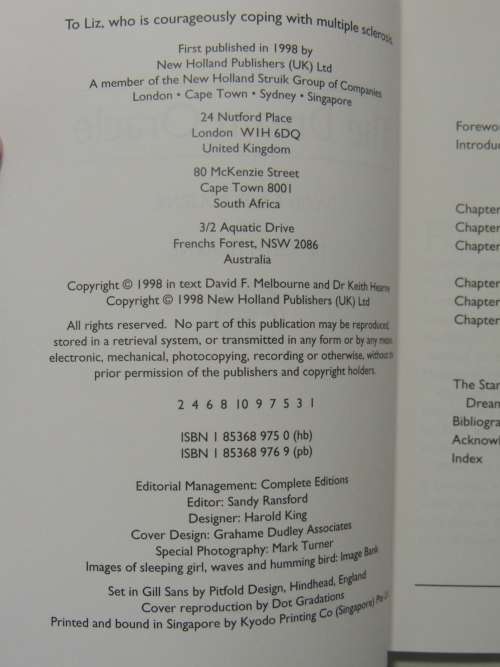 To Liz, who is courageously coping with multiple sclerosis.
First published in 1998 by
New Holland Publishers (UK) Ltd
A member of the New Holland Struik Group of Companies
London • Cape Town • Sydney • Singapore
24 Nutford Place
London W1H 6DQ
United Kingdom
80 McKenzie Street
Cape Town 8001
South Africa
3/2 Aquatic Drive
Frenchs Forest, NSW 2086
Australia
Copyright © 1998 in text David F. Melbourne and Dr Keith Hearne
Copyright © 1998 New Holland Publishers (UK) Ltd
All rights reserved. No part of this publication may be reproduced,
stored in a retrieval system, or transmitted in any form or by any means,
electronic, mechanical, photocopying, recording or otherwise, without the
prior permission of the publishers and copyright holders.
2 4 6 8 10 9 7 5 3 1
ISBN 1 85368 975 0 (hb)
ISBN 1 85368 976 9 (pb)
Editorial Management: Complete Editions
Editor: Sandy Ransford
Designer: Harold King
Cover Design: Grahame Dudley Associates
Special Photography: Mark Turner
Images of sleeping girl, waves and humming bird: Image Bank
Set in Gill Sans by Pitfold Design, Hindhead, England
Cover reproduction by Dot Gradations
Printed and bound in Singapore by Kyodo Printing Co (Singapore) Pte
Forewo
Introdu
Chapter
Chapter
Chapter
Chapter
Chapter
Chapter
The Star
Drean
Bibliogra
Acknowl
Index